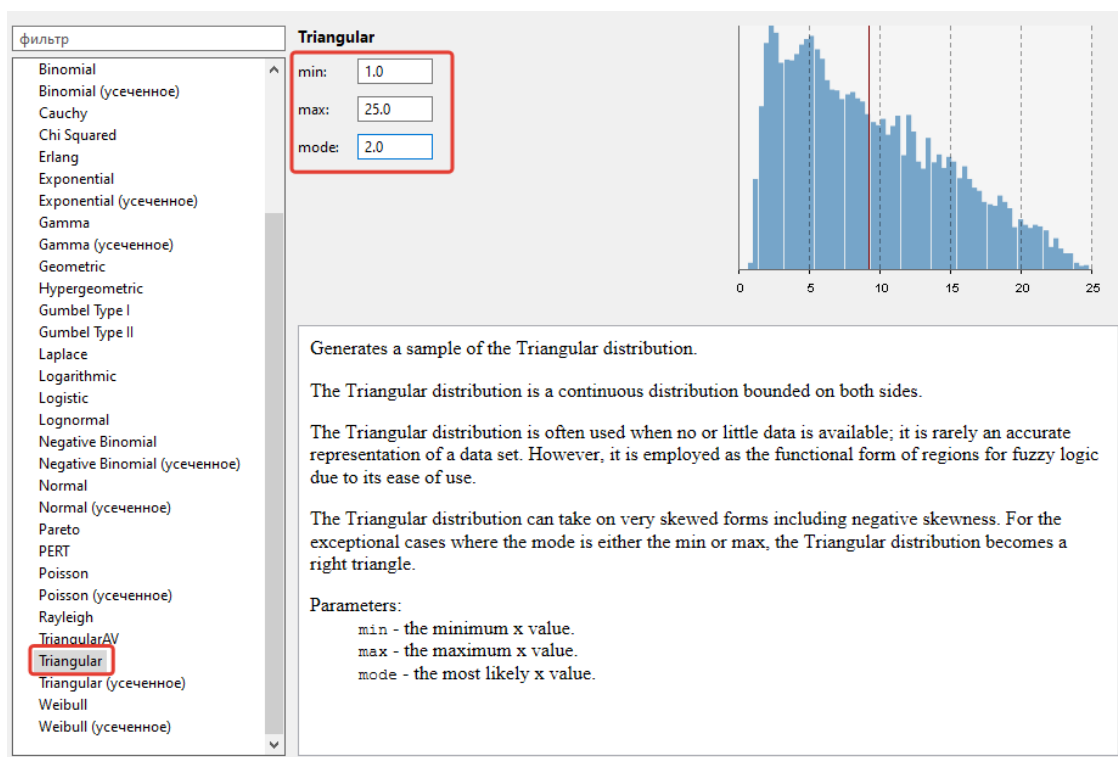 фильтр
Binomial
Binomial (усеченное)
Cauchy
Chi Squared
Erlang
Exponential
Exponential (усеченное)
Gamma
Gamma (усеченное)
Geometric
Hypergeometric
Gumbel Type I
Gumbel Type II
Laplace
Logarithmic
Logistic
Lognormal
Negative Binomial
Negative Binomial (усеченное)
Normal
Normal (усеченное)
Pareto
PERT
Poisson
Poisson (усеченное)
Rayleigh
TriangularAV
Triangular
Triangular (усеченное)
Weibull
Weibull (усеченное)
Triangular
min: 1.0
max: 25.0
mode: 2.0
0 5 10 15 20 25
Generates a sample of the Triangular distribution.
The Triangular distribution is a continuous distribution bounded on both sides.
The Triangular distribution is often used when no or little data is available; it is rarely an accurate
representation of a data set. However, it is employed as the functional form of regions for fuzzy logic
due to its ease of use.
The Triangular distribution can take on very skewed forms including negative skewness. For the
exceptional cases where the mode is either the min or max, the Triangular distribution becomes a
right triangle.
Parameters:
min - the minimum x value.
max - the maximum x value.
mode - the most likely x value.